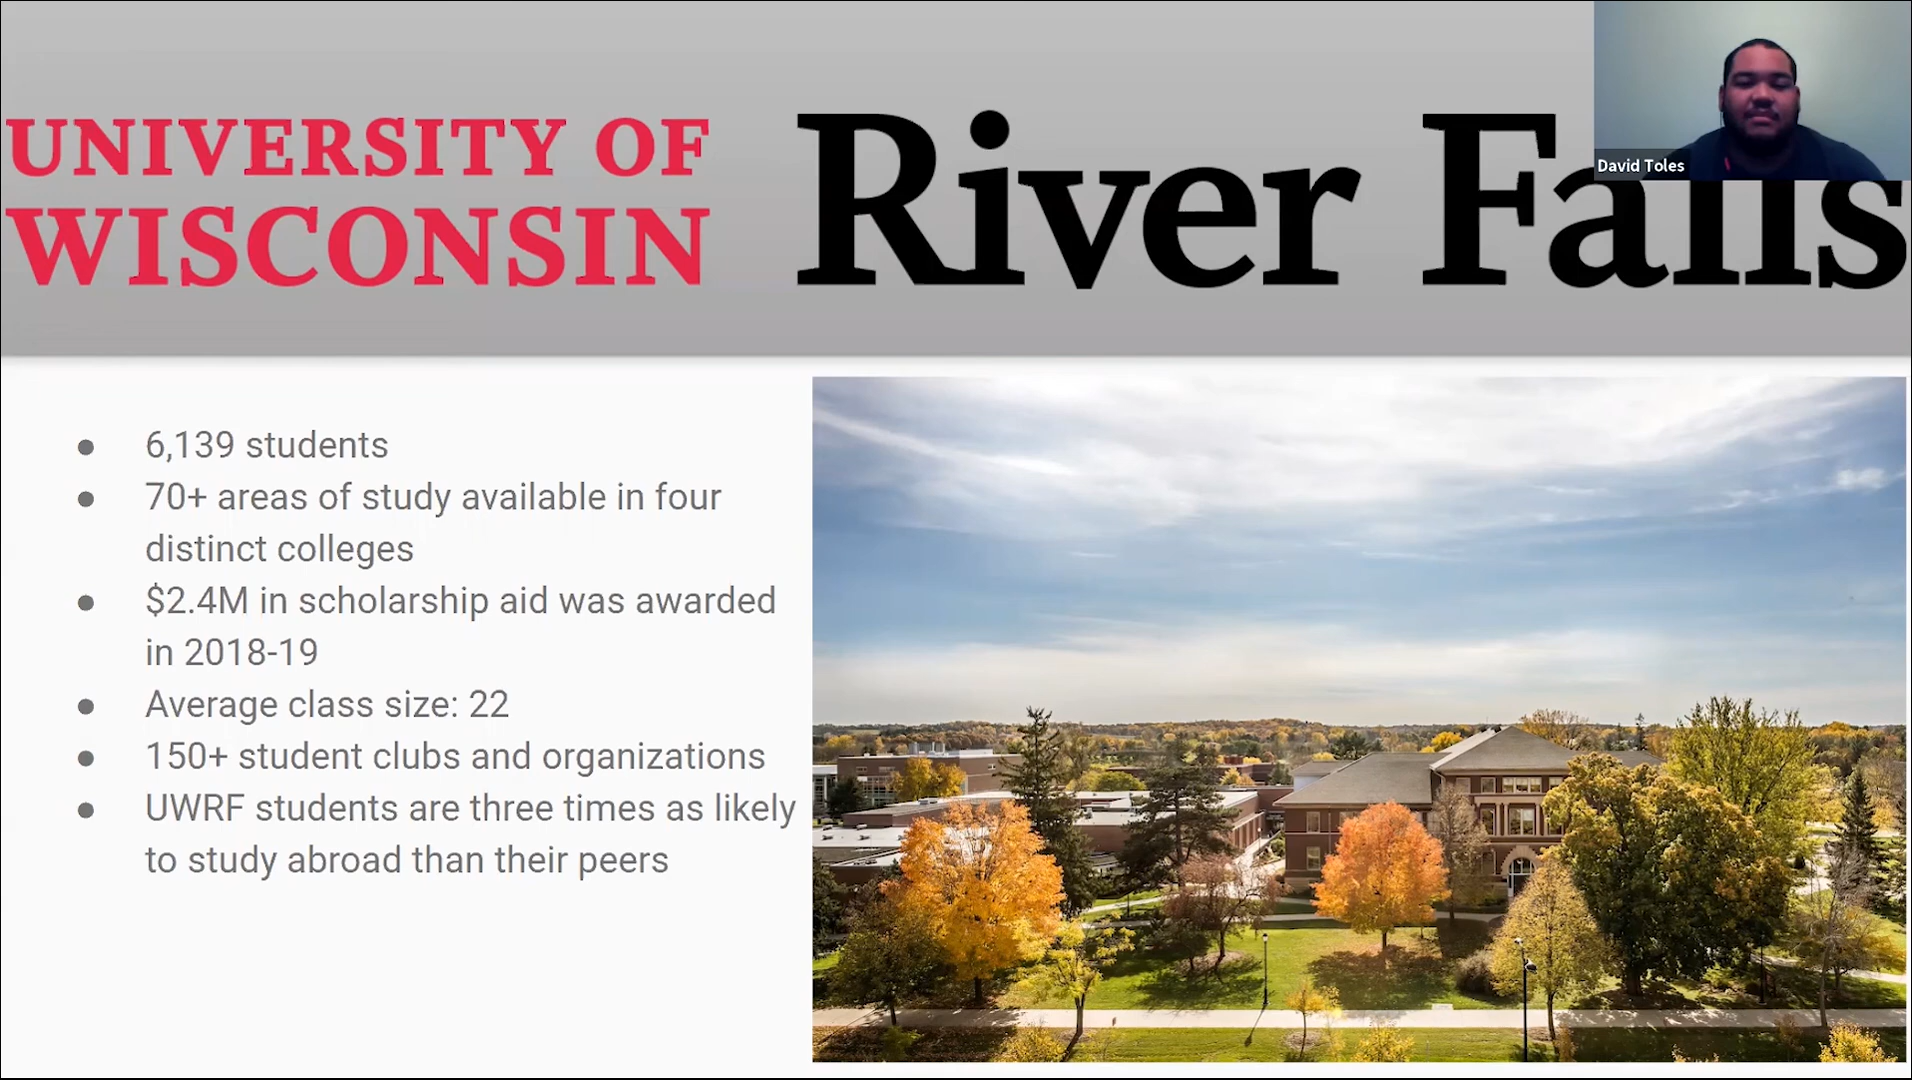 UNIVERSITY OF
WISCONSIN
River Falls
David Toles
● 6,139 students
● 70+ areas of study available in four
distinct colleges
● $2.4M in scholarship aid was awarded
in 2018-19
● Average class size: 22
● 150+ student clubs and organizations
● UWRF students are three times as likely
to study abroad than their peers